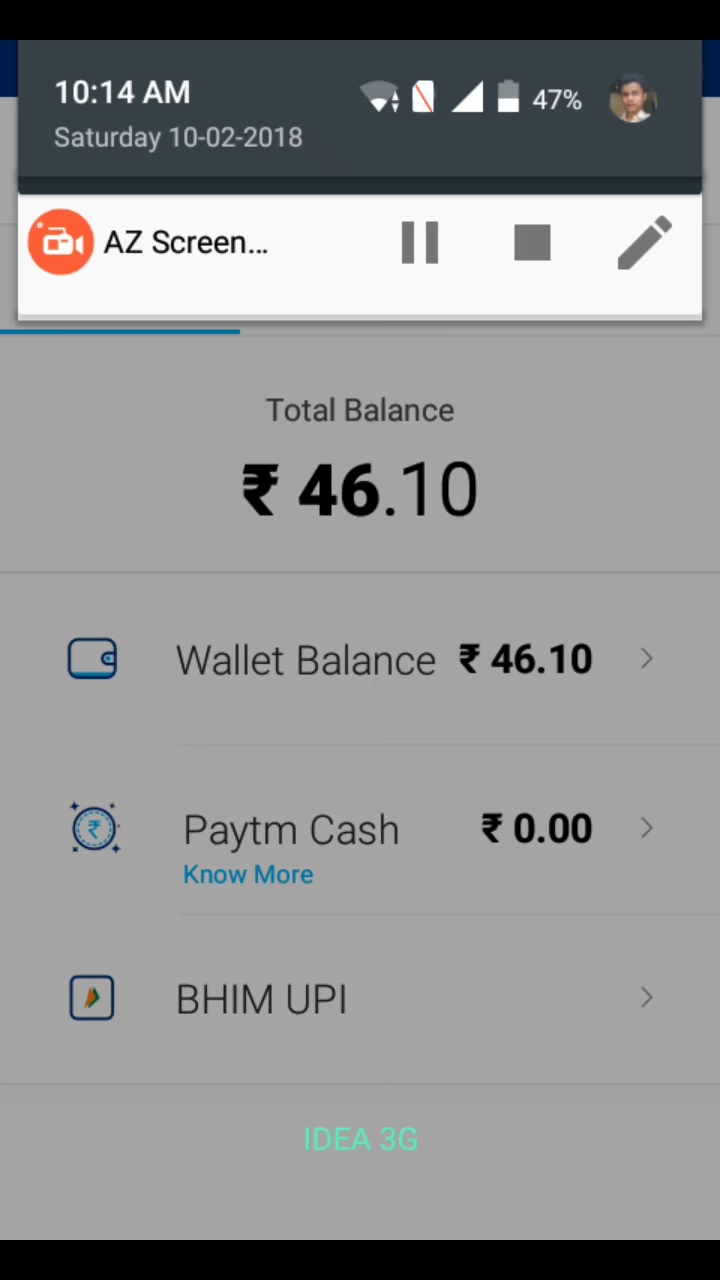 10:14 AM
47%
Saturday 10-02-2018
AZ Screen...
Total Balance
₹ 46.10
Wallet Balance ₹ 46.10
Paytm Cash ₹ 0.00
Know More
BHIM UPI
IDEA 3G